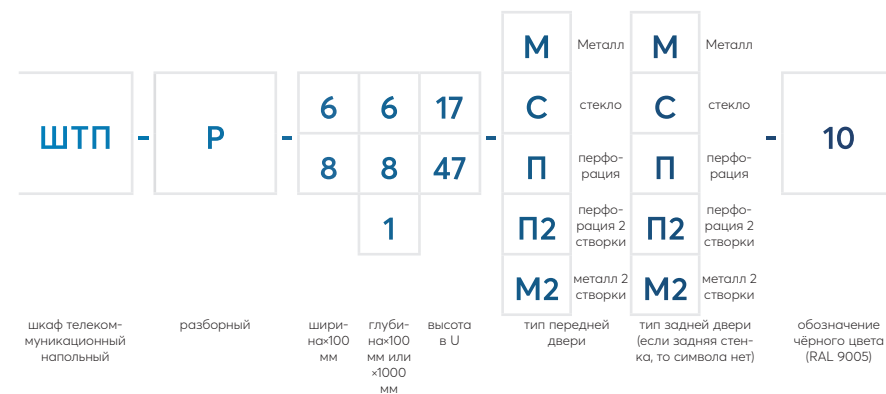 М Металл М Металл
6 6 17 С стекло С стекло
ШТП - Р - - - 10
8 8 47 П перфо-
рация П перфо-
рация
1 П2 перфо-
рация 2
створки П2 перфо-
рация 2
створки
М2 металл 2
створки М2 металл 2
створки
шкаф телеком-
муникационный
напольный
разборный
шири-
на×100
мм
глуби-
на×100
мм или
×1000
мм
высота
в U
тип передней
двери
тип задней двери
(если задняя стен-
ка, то символа нет)
обозначение
чёрного цвета
(RAL 9005)